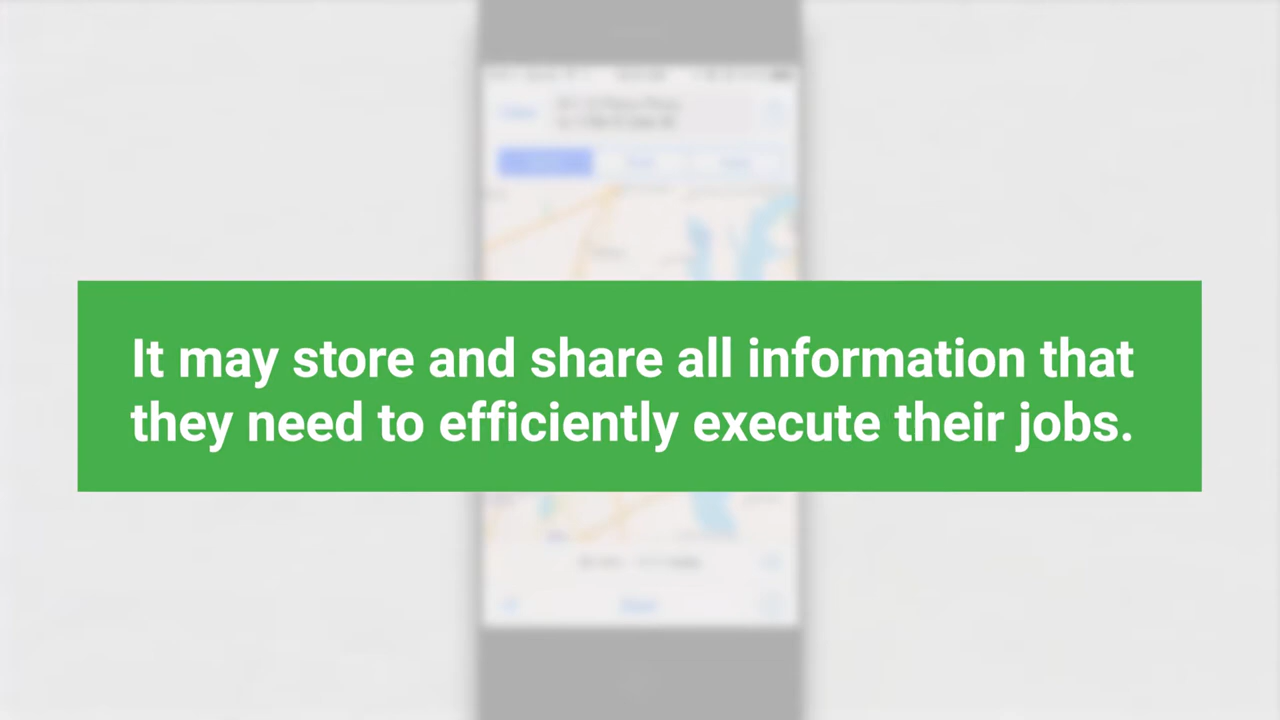 It may store and share all information that
they need to efficiently execute their jobs.